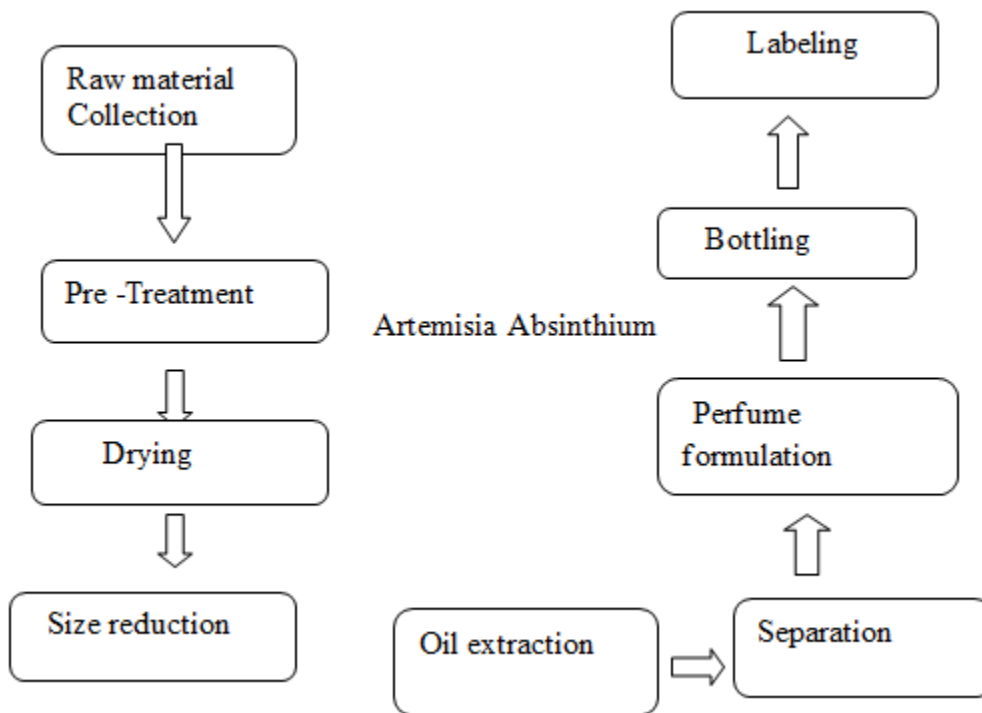 Raw material
Collection
Pre -Treatment
Drying
Size reduction
Artemisia Absinthium
Oil extraction
Separation
Perfume
formulation
Bottling
Labeling